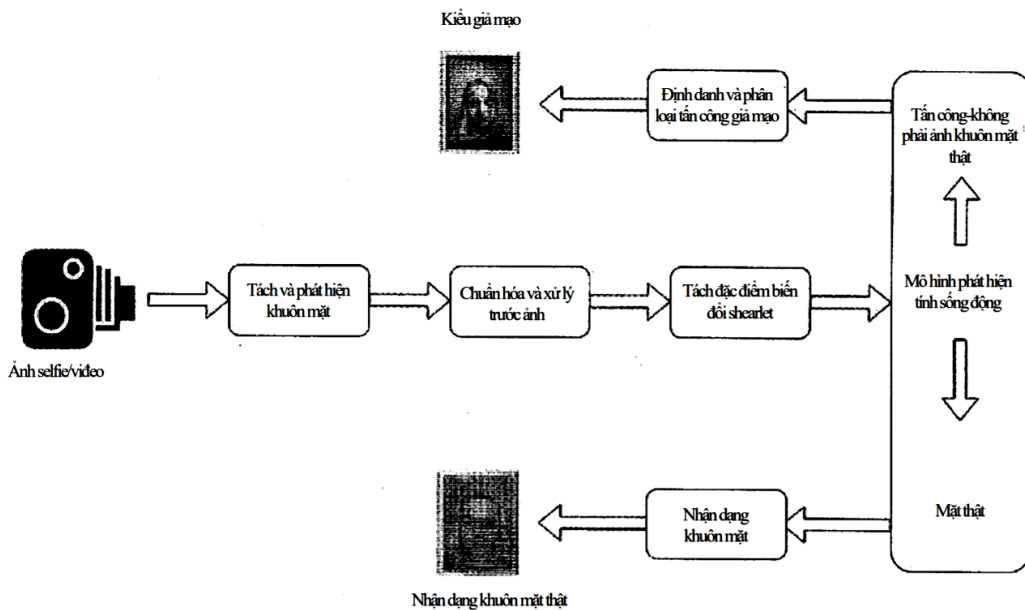 Kiểu giả mạo
Định danh và phân
loại tấn công giả mạo
Tấn công-không
phải ảnh khuôn mặt
thật
Ảnh selfie/video
Tách và phát hiện
khuôn mặt
Chuẩn hóa và xử lý
trước ảnh
Tách đặc điểm biến
đổi shearlet
Mô hình phát hiện
tính sống động
Nhận dạng
khuôn mặt
Mặt thật
Nhận dạng khuôn mặt thật